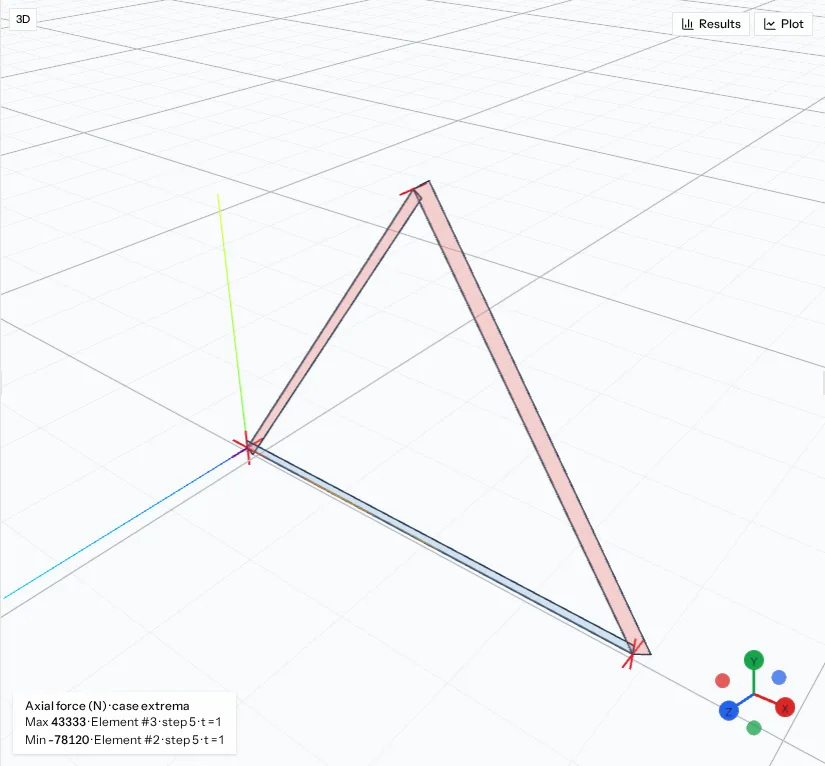 3D
Results
Plot
Axial force (N)·case extrema
Max 43333·Element #3·step 5·t=1
Min -78120·Element #2·step 5·t=1
Y
Z
X